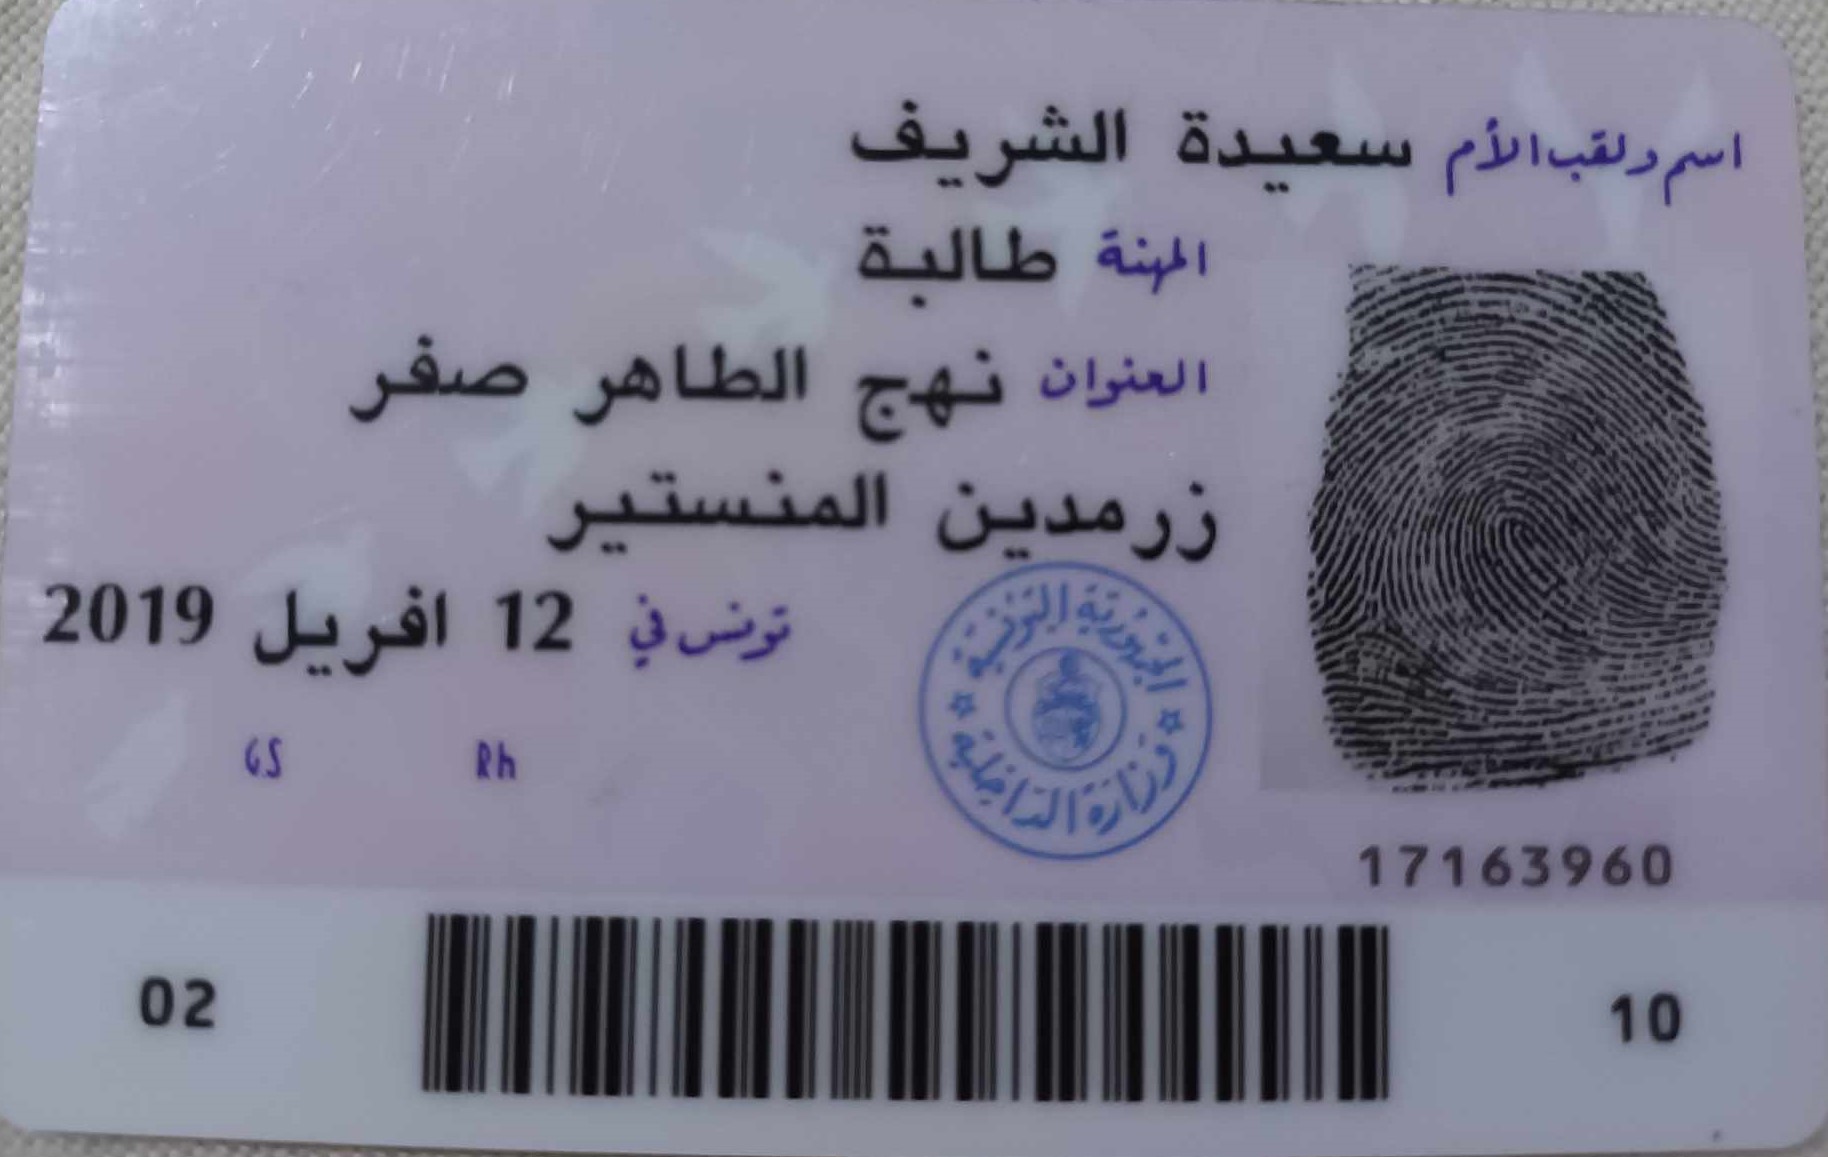 اسم ولقب الأم سعيدة الشريف
المهنة طالبة
العنوان نهج الطاهر صفر
زرمدين المنستير
تونس في 12 افريل 2019
الجمهورية التونسية
وزارة الداخلية
GS Rh
17163960
02 10